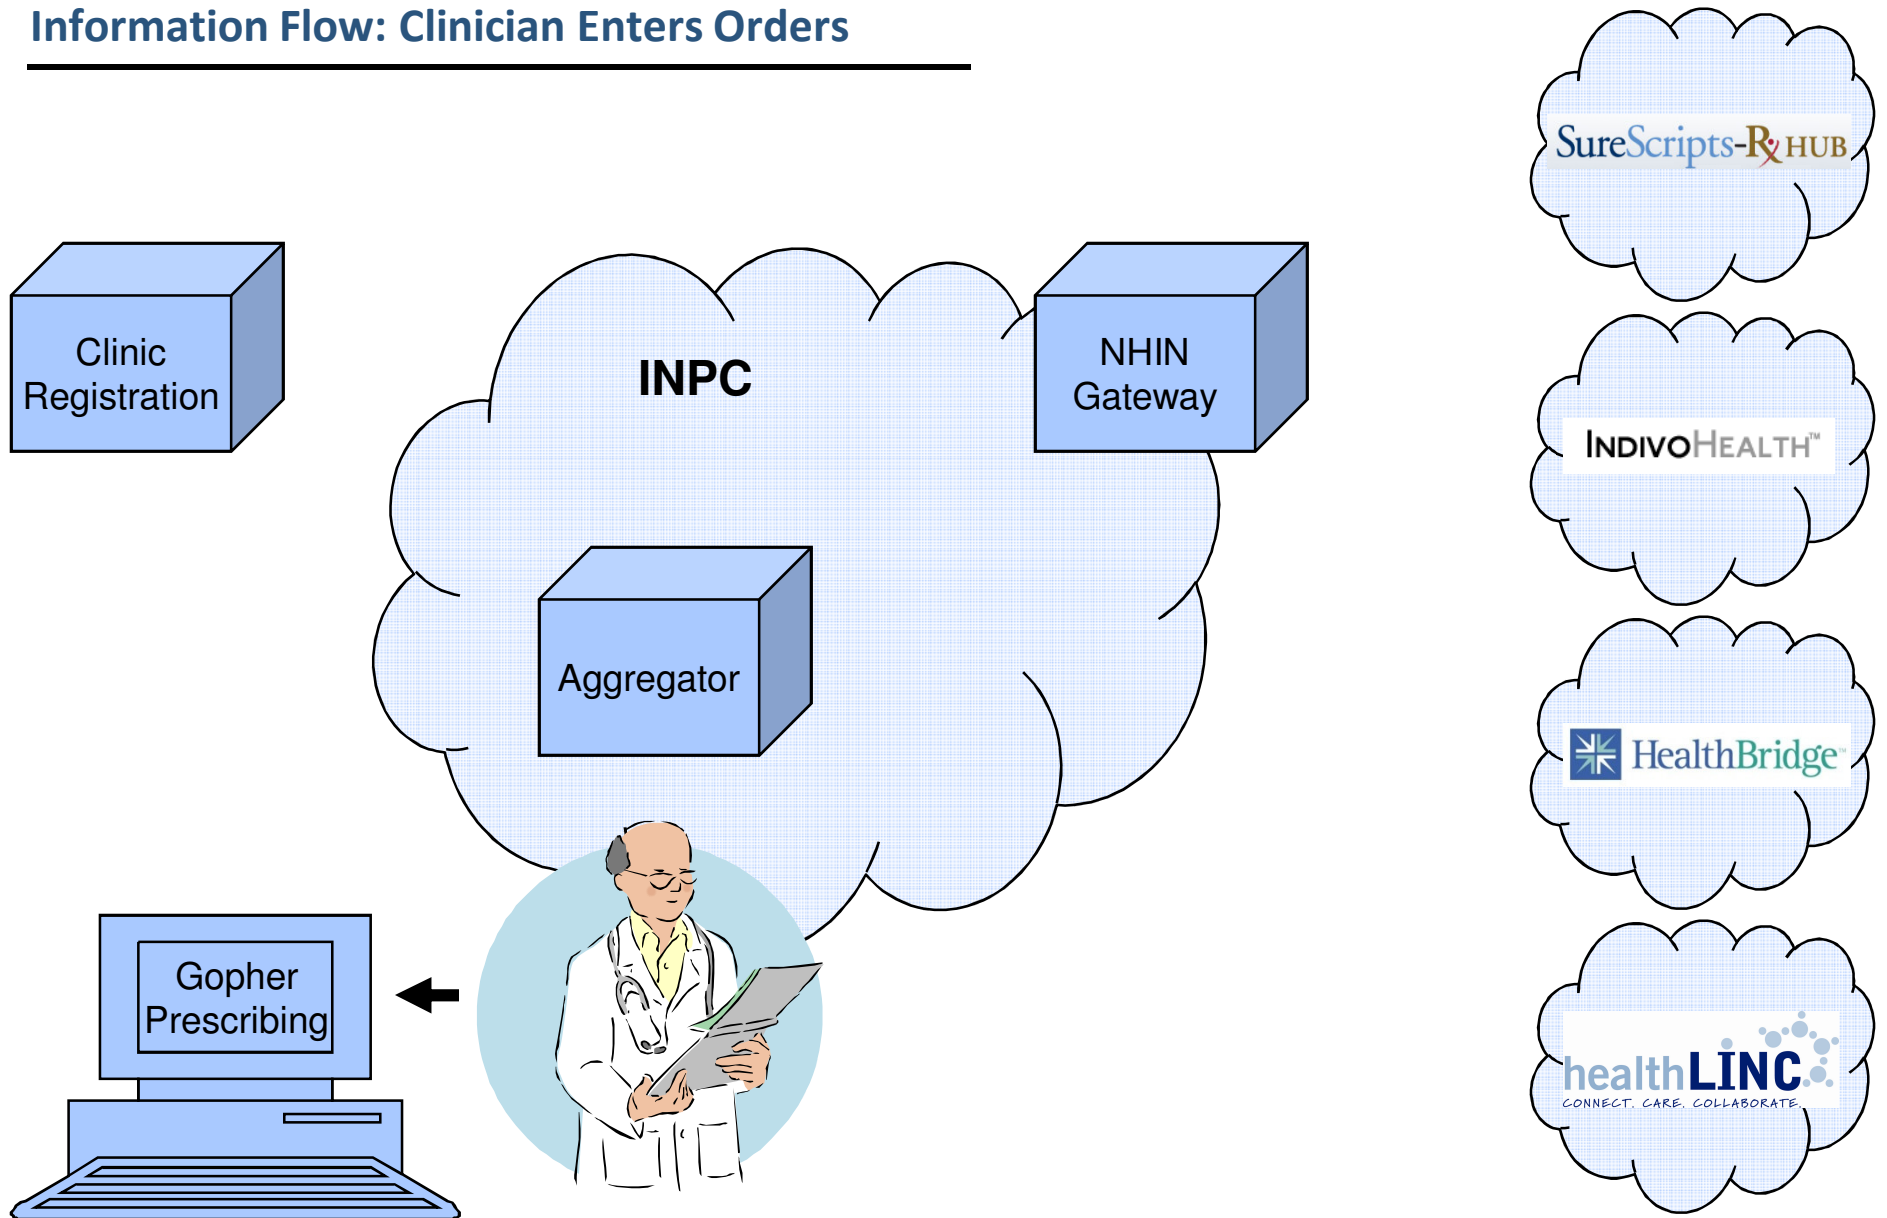 Information Flow: Clinician Enters Orders
SureScripts-Rx HUB
Clinic
Registration
INPC
NHIN
Gateway
INDIVOHEALTH™
Aggregator
HealthBridge™
Gopher
Prescribing
healthLINC
CONNECT. CARE. COLLABORATE.